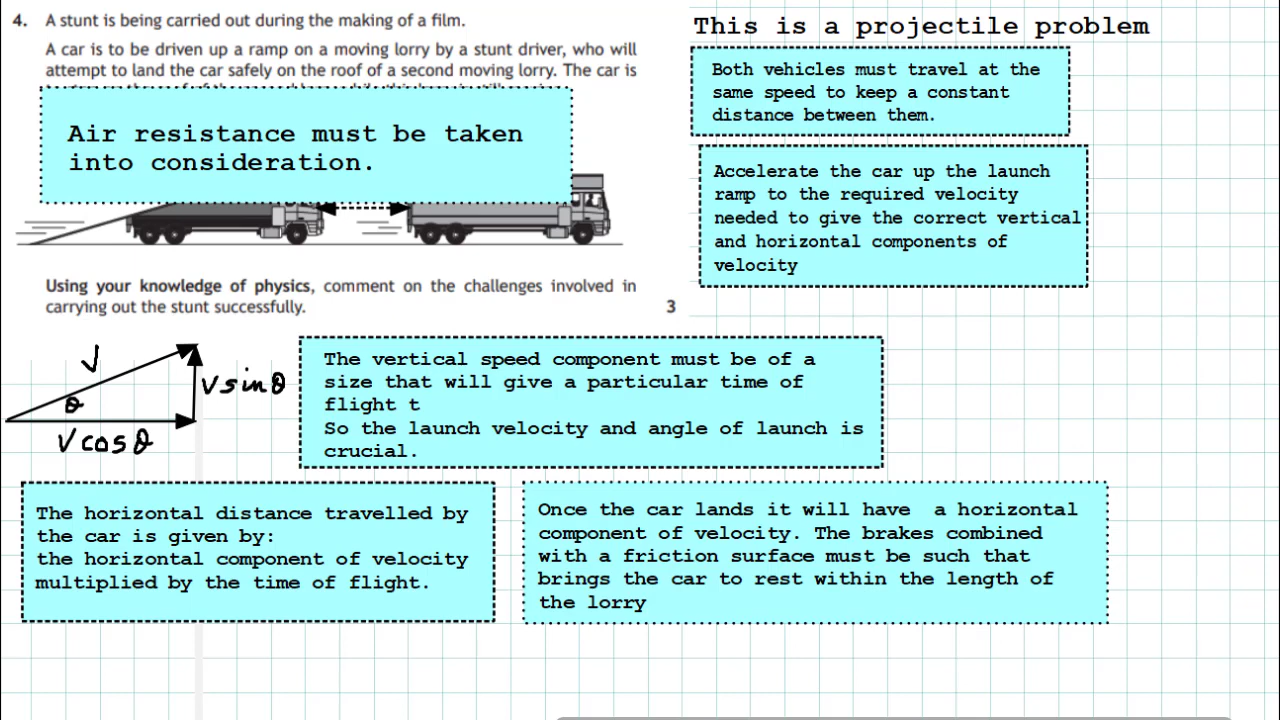 4. A stunt is being carried out during the making of a film.
This is a projectile problem
A car is to be driven up a ramp on a moving lorry by a stunt driver, who will
attempt to land the car safely on the roof of a second moving lorry. The car is
Air resistance must be taken
into consideration.
Both vehicles must travel at the
same speed to keep a constant
distance between them.
Accelerate the car up the launch
ramp to the required velocity
needed to give the correct vertical
and horizontal components of
velocity
Using your knowledge of physics, comment on the challenges involved in
carrying out the stunt successfully.
3
V
θ
V sin θ
V cos θ
The vertical speed component must be of a
size that will give a particular time of
flight t
So the launch velocity and angle of launch is
crucial.
The horizontal distance travelled by
the car is given by:
the horizontal component of velocity
multiplied by the time of flight.
Once the car lands it will have a horizontal
component of velocity. The brakes combined
with a friction surface must be such that
brings the car to rest within the length of
the lorry